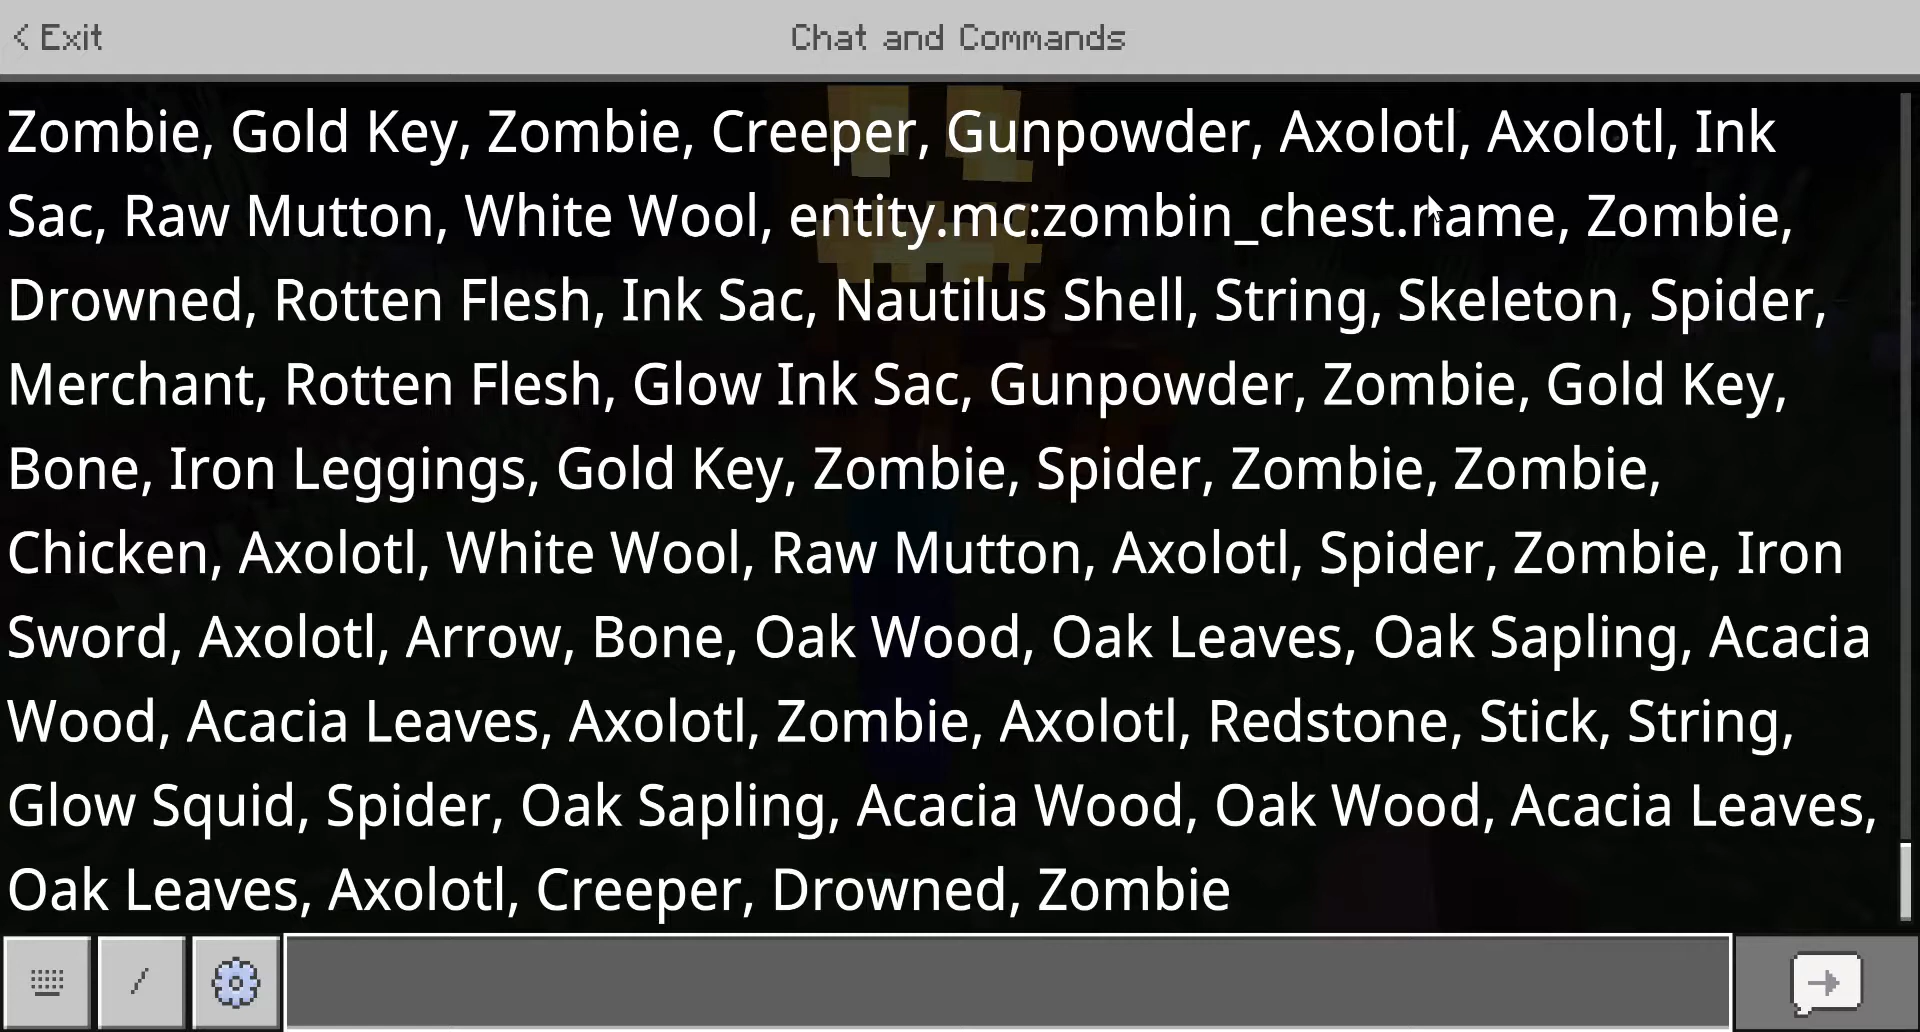 < Exit
Chat and Commands
Zombie, Gold Key, Zombie, Creeper, Gunpowder, Axolotl, Axolotl, Ink
Sac, Raw Mutton, White Wool, entity.mc:zombin_chest.name, Zombie,
Drowned, Rotten Flesh, Ink Sac, Nautilus Shell, String, Skeleton, Spider,
Merchant, Rotten Flesh, Glow Ink Sac, Gunpowder, Zombie, Gold Key,
Bone, Iron Leggings, Gold Key, Zombie, Spider, Zombie, Zombie,
Chicken, Axolotl, White Wool, Raw Mutton, Axolotl, Spider, Zombie, Iron
Sword, Axolotl, Arrow, Bone, Oak Wood, Oak Leaves, Oak Sapling, Acacia
Wood, Acacia Leaves, Axolotl, Zombie, Axolotl, Redstone, Stick, String,
Glow Squid, Spider, Oak Sapling, Acacia Wood, Oak Wood, Acacia Leaves,
Oak Leaves, Axolotl, Creeper, Drowned, Zombie
/